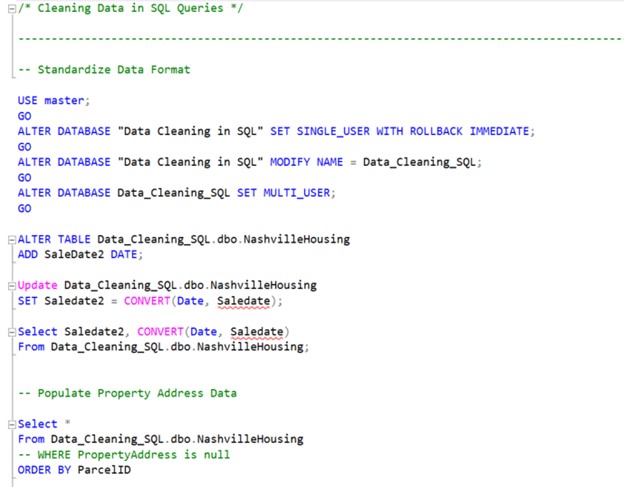 /* Cleaning Data in SQL Queries */
--------------------------------------------------------------------------------------------
-- Standardize Data Format
USE master;
GO
ALTER DATABASE "Data Cleaning in SQL" SET SINGLE_USER WITH ROLLBACK IMMEDIATE;
GO
ALTER DATABASE "Data Cleaning in SQL" MODIFY NAME = Data_Cleaning_SQL;
GO
ALTER DATABASE Data_Cleaning_SQL SET MULTI_USER;
GO
ALTER TABLE Data_Cleaning_SQL.dbo.NashvilleHousing
ADD SaleDate2 DATE;
Update Data_Cleaning_SQL.dbo.NashvilleHousing
SET Saledate2 = CONVERT(Date, Saledate);
Select Saledate2, CONVERT(Date, Saledate)
From Data_Cleaning_SQL.dbo.NashvilleHousing;
-- Populate Property Address Data
Select *
From Data_Cleaning_SQL.dbo.NashvilleHousing
-- WHERE PropertyAddress is null
ORDER BY ParcelID